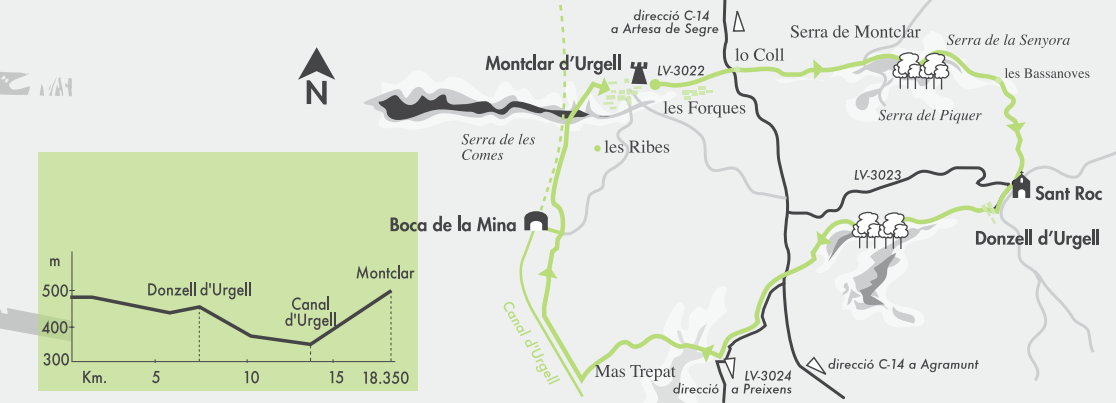 direcció C-14
a Artesa de Segre
Serra de Montclar
Serra de la Senyora
lo Coll
Montclar d'Urgell
LV-3022
les Bassanoves
N
les Forques
Serra del Piquer
Serra de les
Comes
les Ribes
LV-3023
Sant Roc
Boca de la Mina
Donzell d'Urgell
Canal d'Urgell
Mas Trepat
LV-3024
direcció
a Preixens
direcció C-14 a Agramunt
m
500
400
300
Donzell d'Urgell
Canal
d'Urgell
Montclar
Km.
5
10
15
18.350